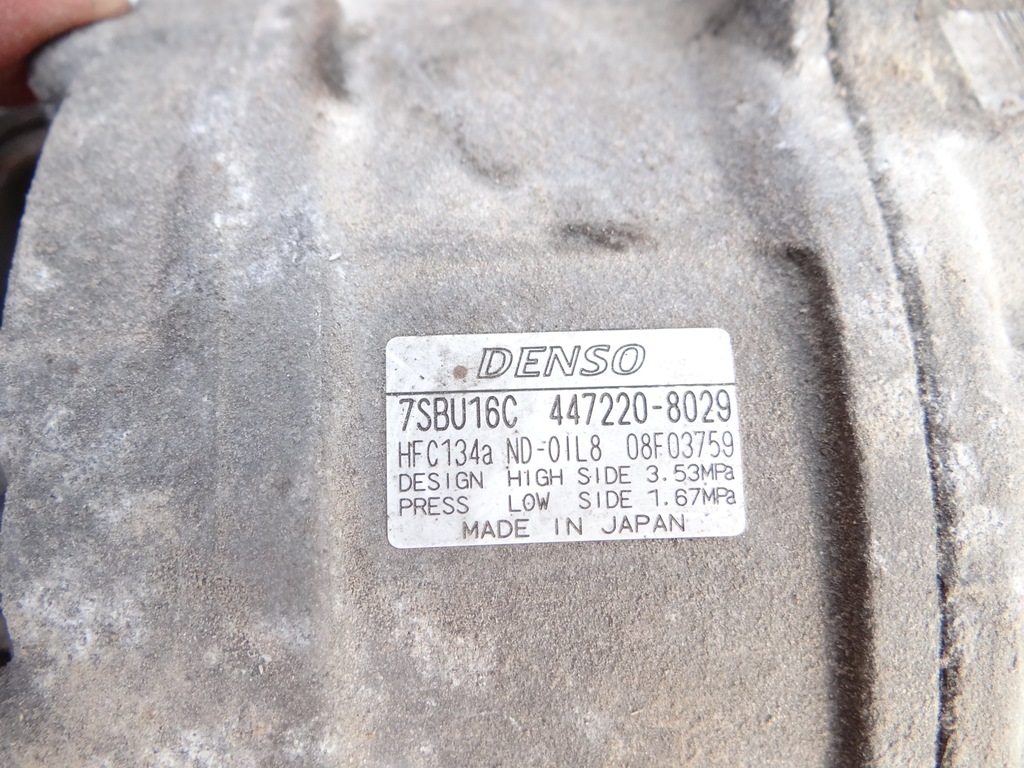 DENSO
7SBU16C 447220-8029
HFC134a ND-OIL8 08F03759
DESIGN HIGH SIDE 3.53MPa
PRESS LOW SIDE 1.67MPa
MADE IN JAPAN